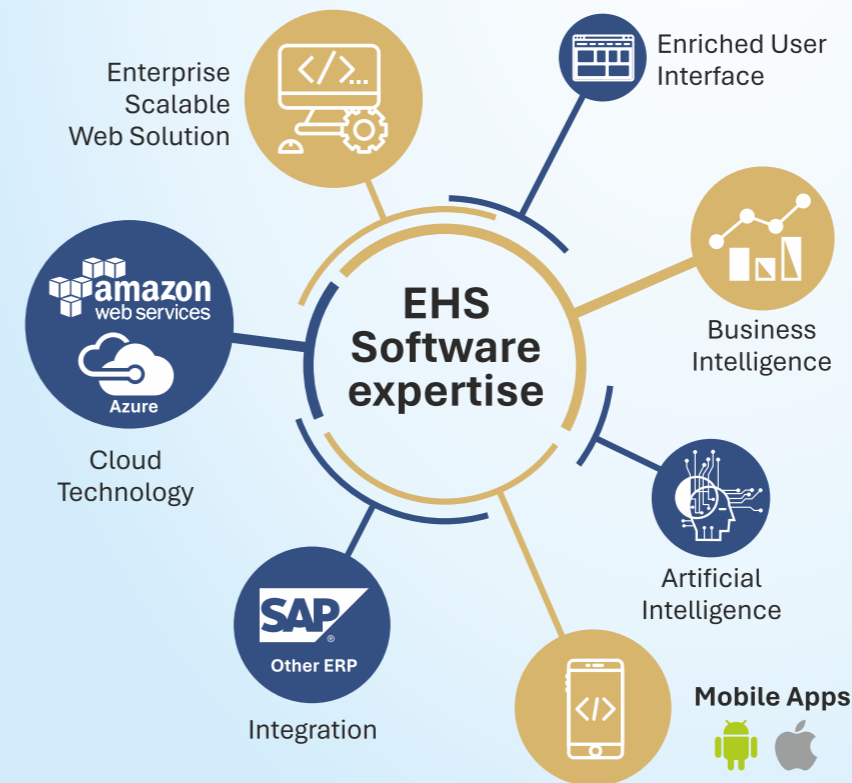 Enterprise
Scalable
Web Solution
</>...
Enriched User
Interface
amazon
web services
Azure
Cloud
Technology
EHS
Software
expertise
Business
Intelligence
Artificial
Intelligence
SAP
®
Other ERP
Integration
</>
Mobile Apps